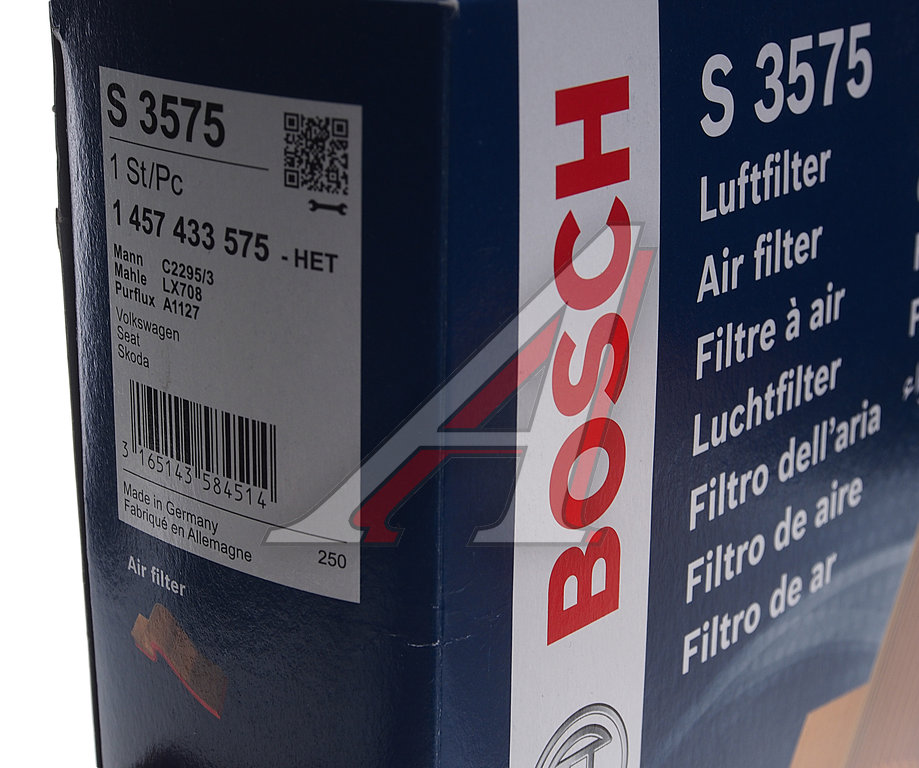 S 3575
1 St/Pc
1 457 433 575 - HET
Mann C2295/3
Mahle LX708
Purflux A1127
Volkswagen
Seat
Skoda
3 165143 584514
Made in Germany
Fabriqué en Allemagne
250
Air filter
BOSCH
S 3575
Luftfilter
Air filter
Filtre à air
Luchtfilter
Filtro dell'aria
Filtro de aire
Filtro de ar